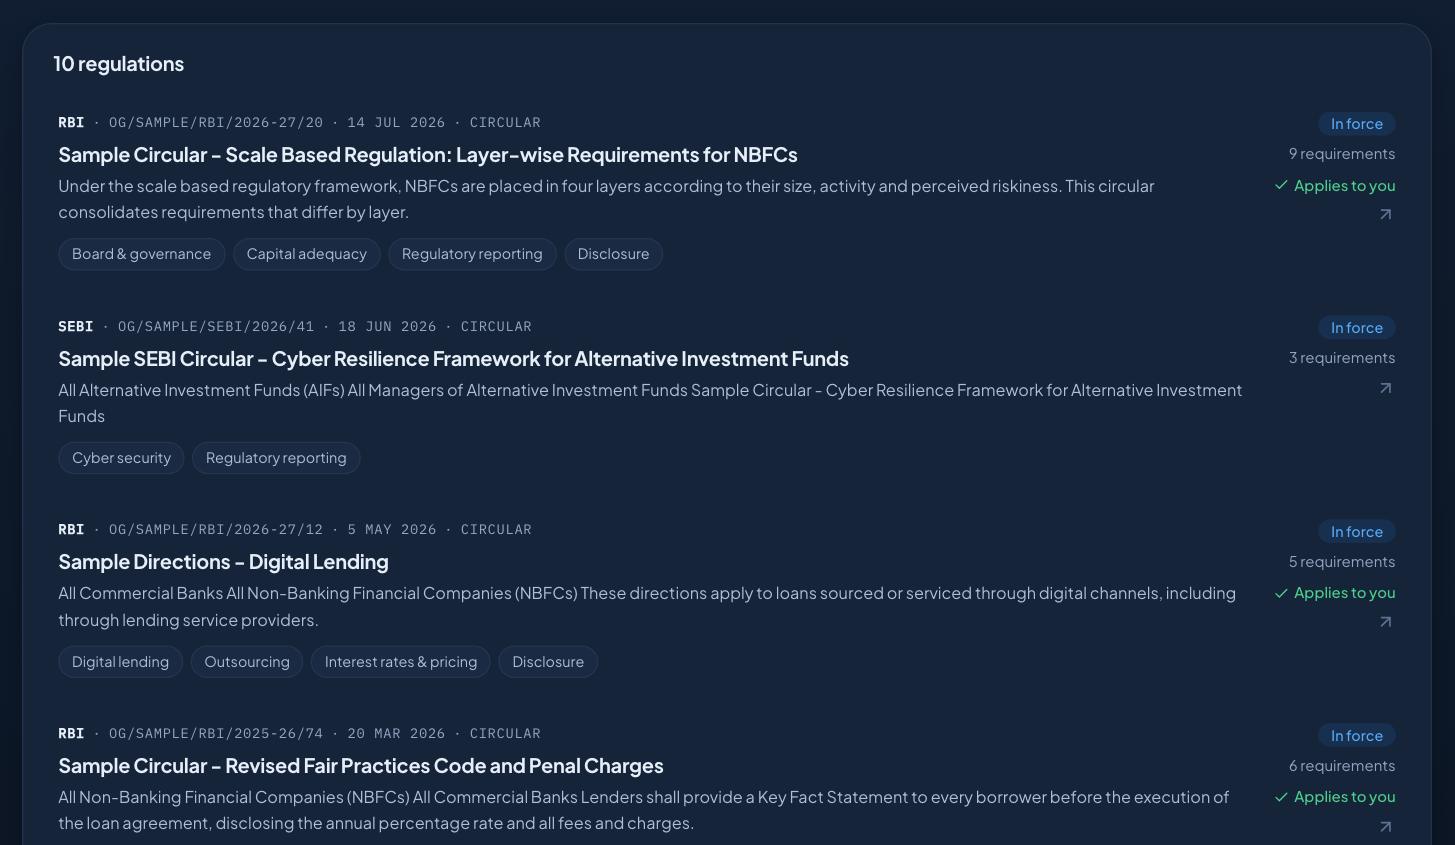 10 regulations
RBI · OG/SAMPLE/RBI/2026-27/20 · 14 JUL 2026 · CIRCULAR
In force
Sample Circular – Scale Based Regulation: Layer-wise Requirements for NBFCs
9 requirements
Under the scale based regulatory framework, NBFCs are placed in four layers according to their size, activity and perceived riskiness. This circular
✓ Applies to you
consolidates requirements that differ by layer.
Board & governance Capital adequacy Regulatory reporting Disclosure
SEBI · OG/SAMPLE/SEBI/2026/41 · 18 JUN 2026 · CIRCULAR
In force
Sample SEBI Circular – Cyber Resilience Framework for Alternative Investment Funds
3 requirements
All Alternative Investment Funds (AIFs) All Managers of Alternative Investment Funds Sample Circular - Cyber Resilience Framework for Alternative Investment
Funds
Cyber security Regulatory reporting
RBI · OG/SAMPLE/RBI/2026-27/12 · 5 MAY 2026 · CIRCULAR
In force
Sample Directions – Digital Lending
5 requirements
All Commercial Banks All Non-Banking Financial Companies (NBFCs) These directions apply to loans sourced or serviced through digital channels, including
✓ Applies to you
through lending service providers.
Digital lending Outsourcing Interest rates & pricing Disclosure
RBI · OG/SAMPLE/RBI/2025-26/74 · 20 MAR 2026 · CIRCULAR
In force
Sample Circular – Revised Fair Practices Code and Penal Charges
6 requirements
All Non-Banking Financial Companies (NBFCs) All Commercial Banks Lenders shall provide a Key Fact Statement to every borrower before the execution of
✓ Applies to you
the loan agreement, disclosing the annual percentage rate and all fees and charges.